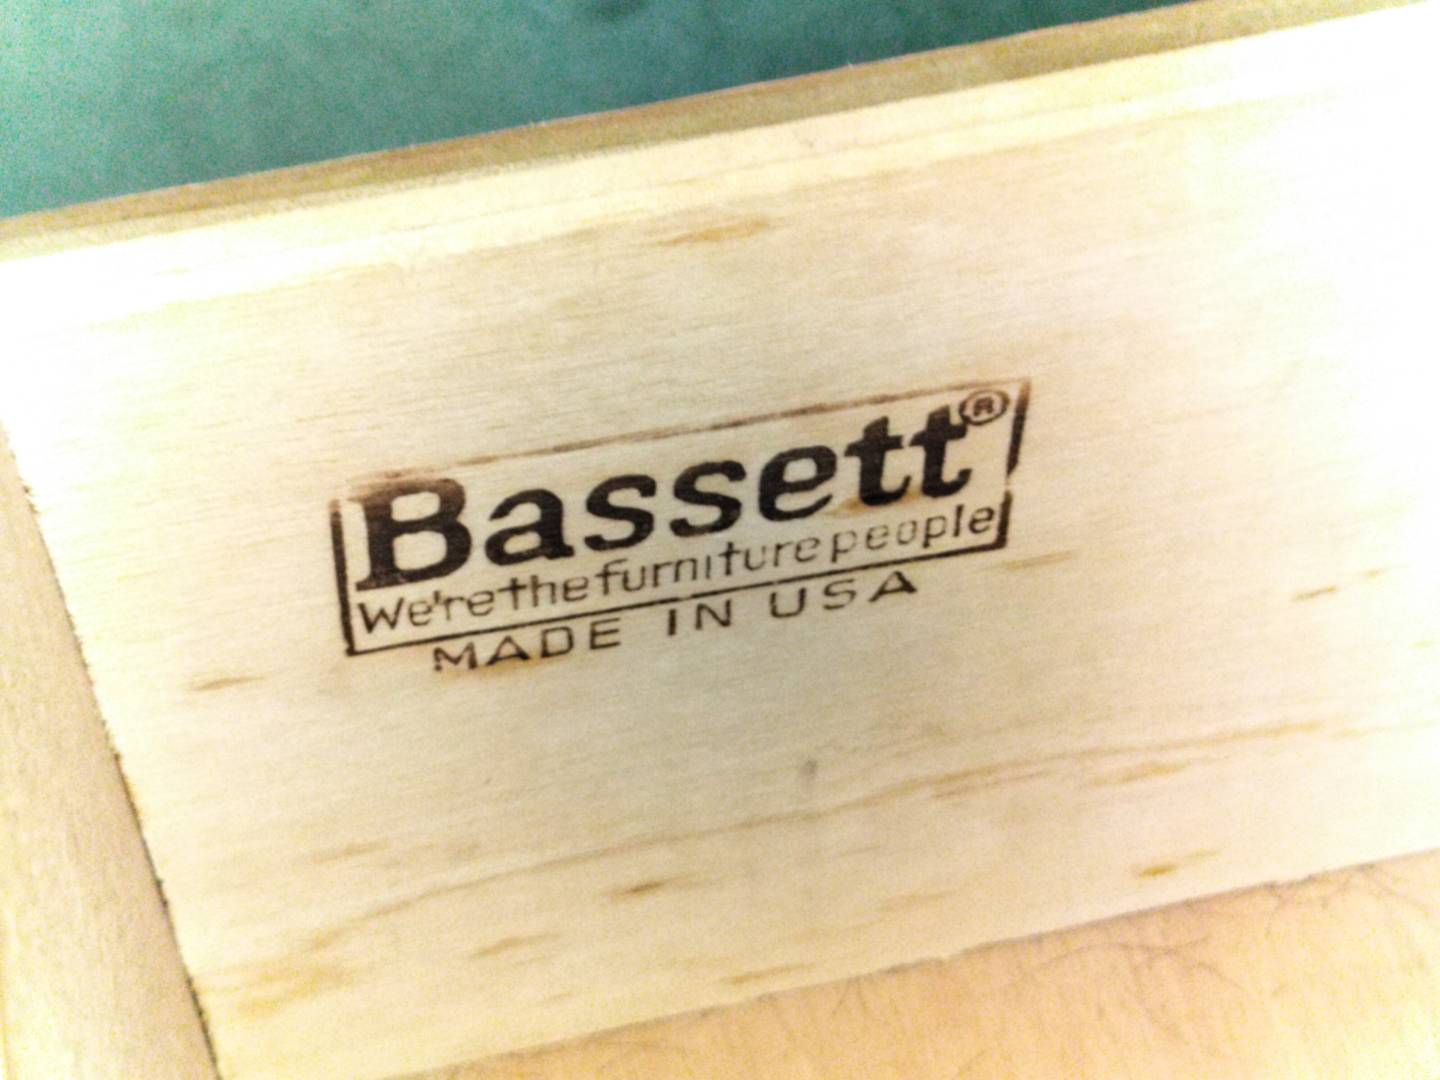 Bassett®
We're the furniture people
MADE IN USA